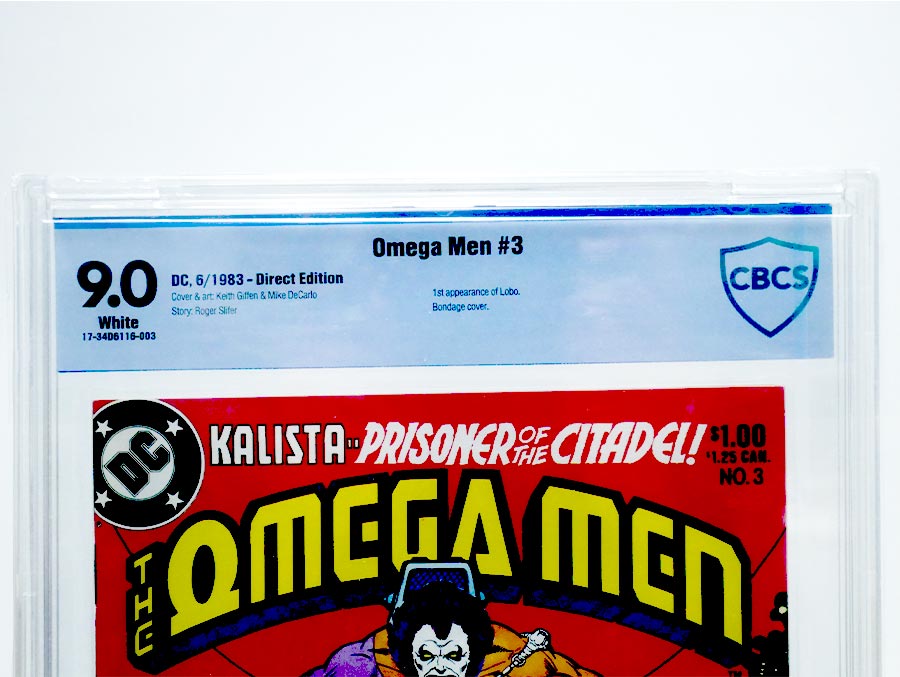 Omega Men #3
9.0
White
17-34D6116-003
DC, 6/1983 - Direct Edition
Cover & art: Keith Giffen & Mike DeCarlo
Story: Roger Slifer
1st appearance of Lobo.
Bondage cover.
CBCS
DC
KALISTA-- PRISONER OF THE CITADEL!
$1.00
$1.25 CAN.
NO. 3
THE OMEGA MEN
TM